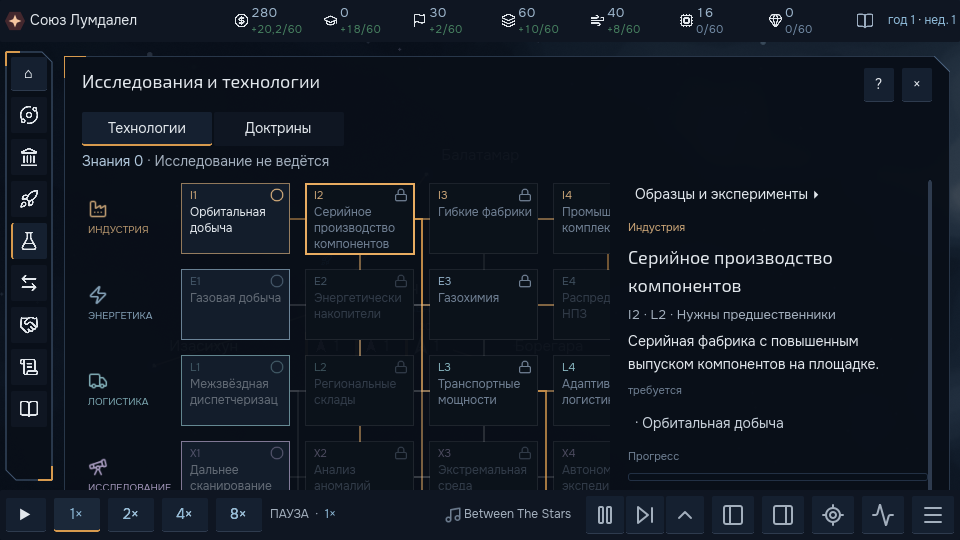 Союз Лумдалел
280
+20,2/60
0
+18/60
30
+2/60
60
+10/60
40
+8/60
16
0/60
0
0/60
год 1 · нед. 1
Исследования и технологии
?
×
Технологии
Доктрины
Знания 0 · Исследование не ведётся
ИНДУСТРИЯ
I1
Орбитальная
добыча
I2
Серийное
производство
компонентов
I3
Гибкие фабрики
I4
Промыш
комплек
ЭНЕРГЕТИКА
E1
Газовая добыча
E2
Энергетически
накопители
E3
Газохимия
E4
Распред
НПЗ
ЛОГИСТИКА
L1
Межзвёздная
диспетчеризац
L2
Региональные
склады
L3
Транспортные
мощности
L4
Адаптив
логистик
ИССЛЕДОВАНИЕ
X1
Дальнее
сканирование
X2
Анализ
аномалий
X3
Экстремальная
среда
X4
Автоном
экспеди
Образцы и эксперименты
Индустрия
Серийное производство
компонентов
I2 · L2 · Нужны предшественники
Серийная фабрика с повышенным
выпуском компонентов на площадке.
требуется
· Орбитальная добыча
Прогресс
1×
2×
4×
8×
ПАУЗА · 1×
Between The Stars